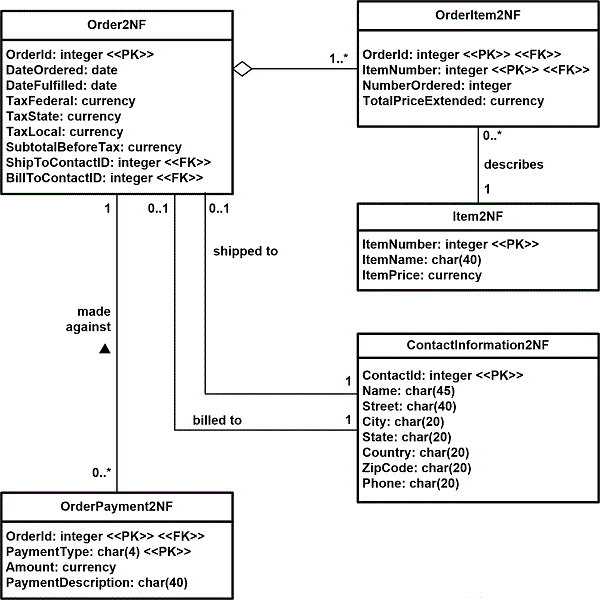 Order2NF
OrderId: integer <<PK>>
DateOrdered: date
DateFulfilled: date
TaxFederal: currency
TaxState: currency
TaxLocal: currency
SubtotalBeforeTax: currency
ShipToContactID: integer <<FK>>
BillToContactID: integer <<FK>>
1..*
OrderItem2NF
OrderId: integer <<PK>> <<FK>>
ItemNumber: integer <<PK>> <<FK>>
NumberOrdered: integer
TotalPriceExtended: currency
0..*
describes
1
Item2NF
ItemNumber: integer <<PK>>
ItemName: char(40)
ItemPrice: currency
1
0..1
0..1
shipped to
made
against
1
billed to
1
0..*
ContactInformation2NF
ContactId: integer <<PK>>
Name: char(45)
Street: char(40)
City: char(20)
State: char(20)
Country: char(20)
ZipCode: char(20)
Phone: char(20)
OrderPayment2NF
OrderId: integer <<PK>> <<FK>>
PaymentType: char(4) <<PK>>
Amount: currency
PaymentDescription: char(40)